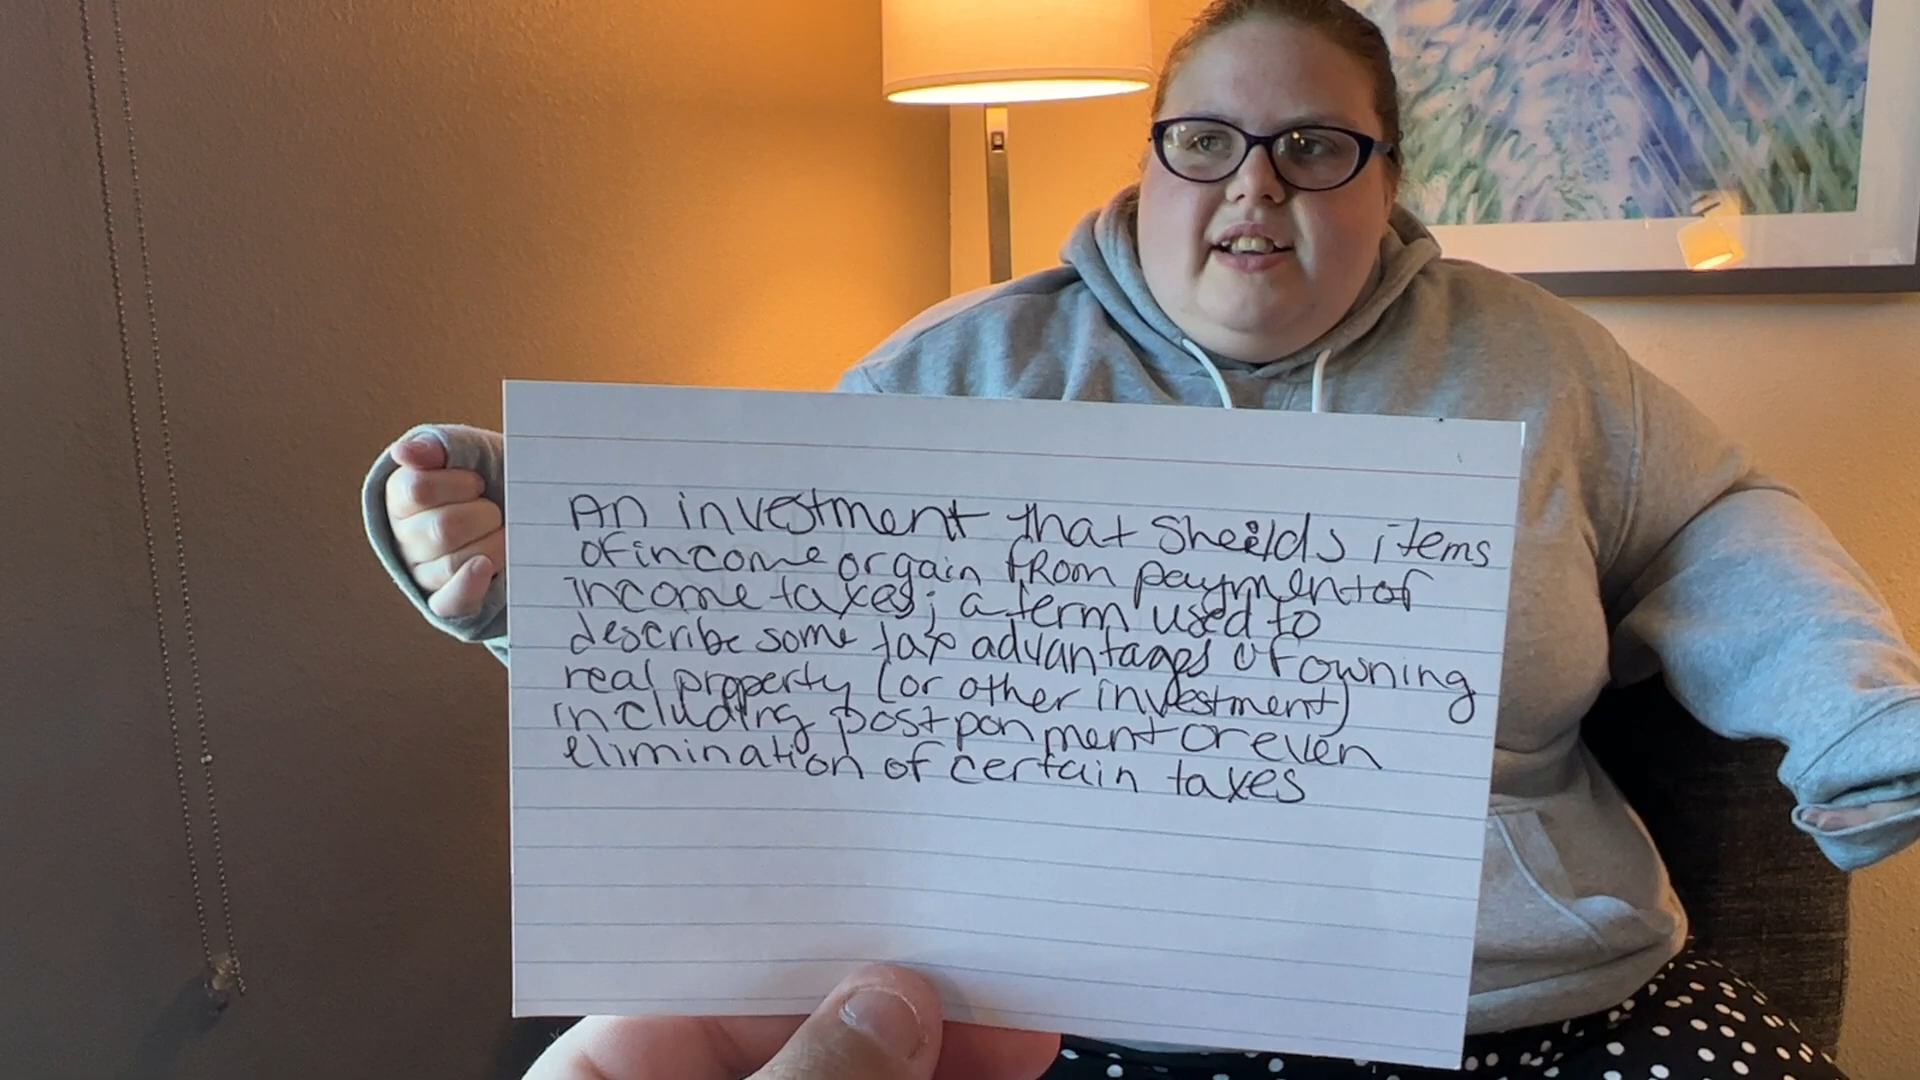 An investment that Sheilds items
of income or gain from payment of
income taxes; a term used to
describe some tax advantages of owning
real property (or other investment)
including postponment or even
elimination of certain taxes